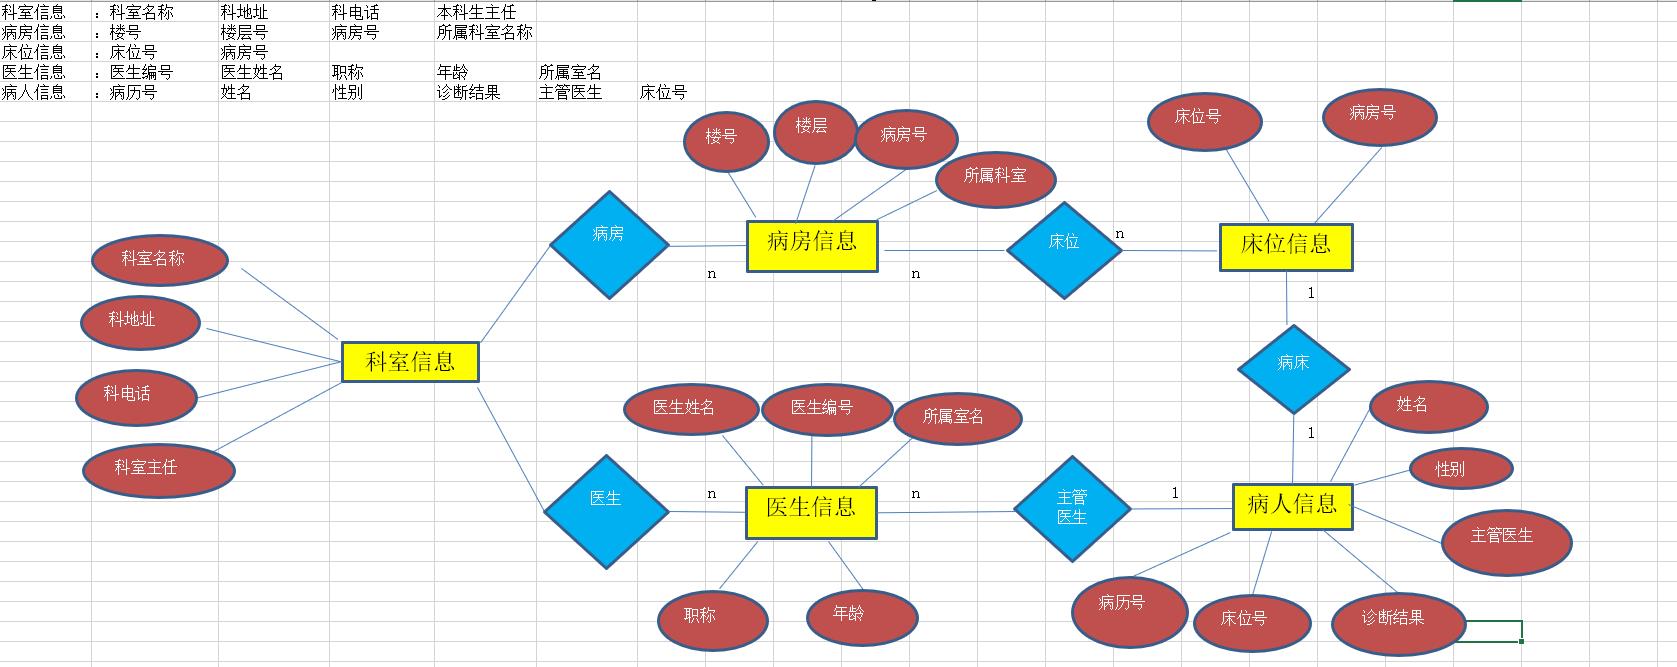 科室信息 ：科室名称 科地址 科电话 本科生主任
病房信息 ：楼号 楼层号 病房号 所属科室名称
床位信息 ：床位号 病房号
医生信息 ：医生编号 医生姓名 职称 年龄 所属室名
病人信息 ：病历号 姓名 性别 诊断结果 主管医生 床位号
楼号 楼层 病房号 床位号 病房号
所属科室
病房 病房信息 床位 n 床位信息
科室名称
n n 1
科地址
科室信息 病床
科电话
医生姓名 医生编号 所属室名 姓名
1
科室主任 性别
医生 n 医生信息 n 主管 1 病人信息
医生
主管医生
职称 年龄 病历号 床位号 诊断结果